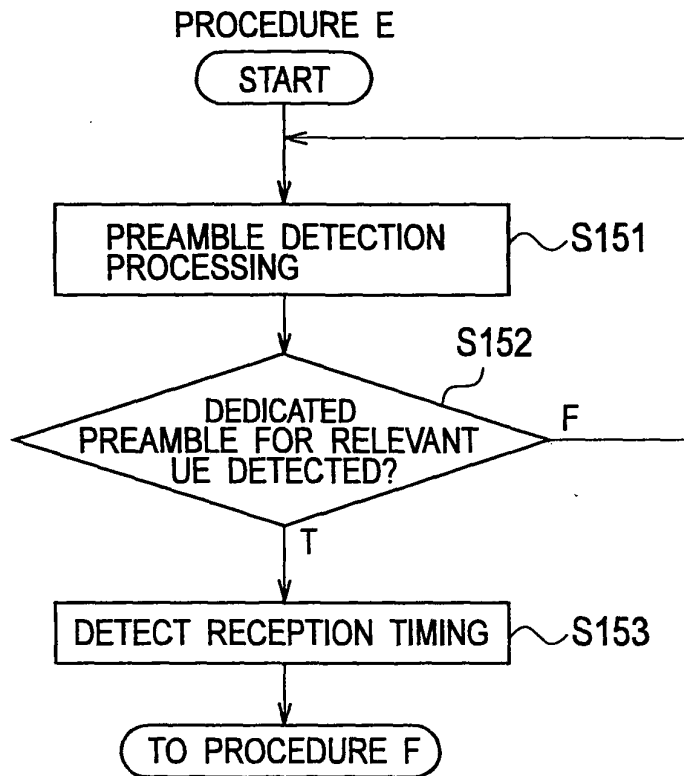 PROCEDURE E
START
PREAMBLE DETECTION
PROCESSING
S151
S152
DEDICATED
PREAMBLE FOR RELEVANT
UE DETECTED?
F
T
DETECT RECEPTION TIMING
S153
TO PROCEDURE F